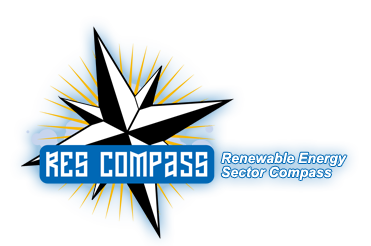 RES COMPASS
Renewable Energy
Sector Compass